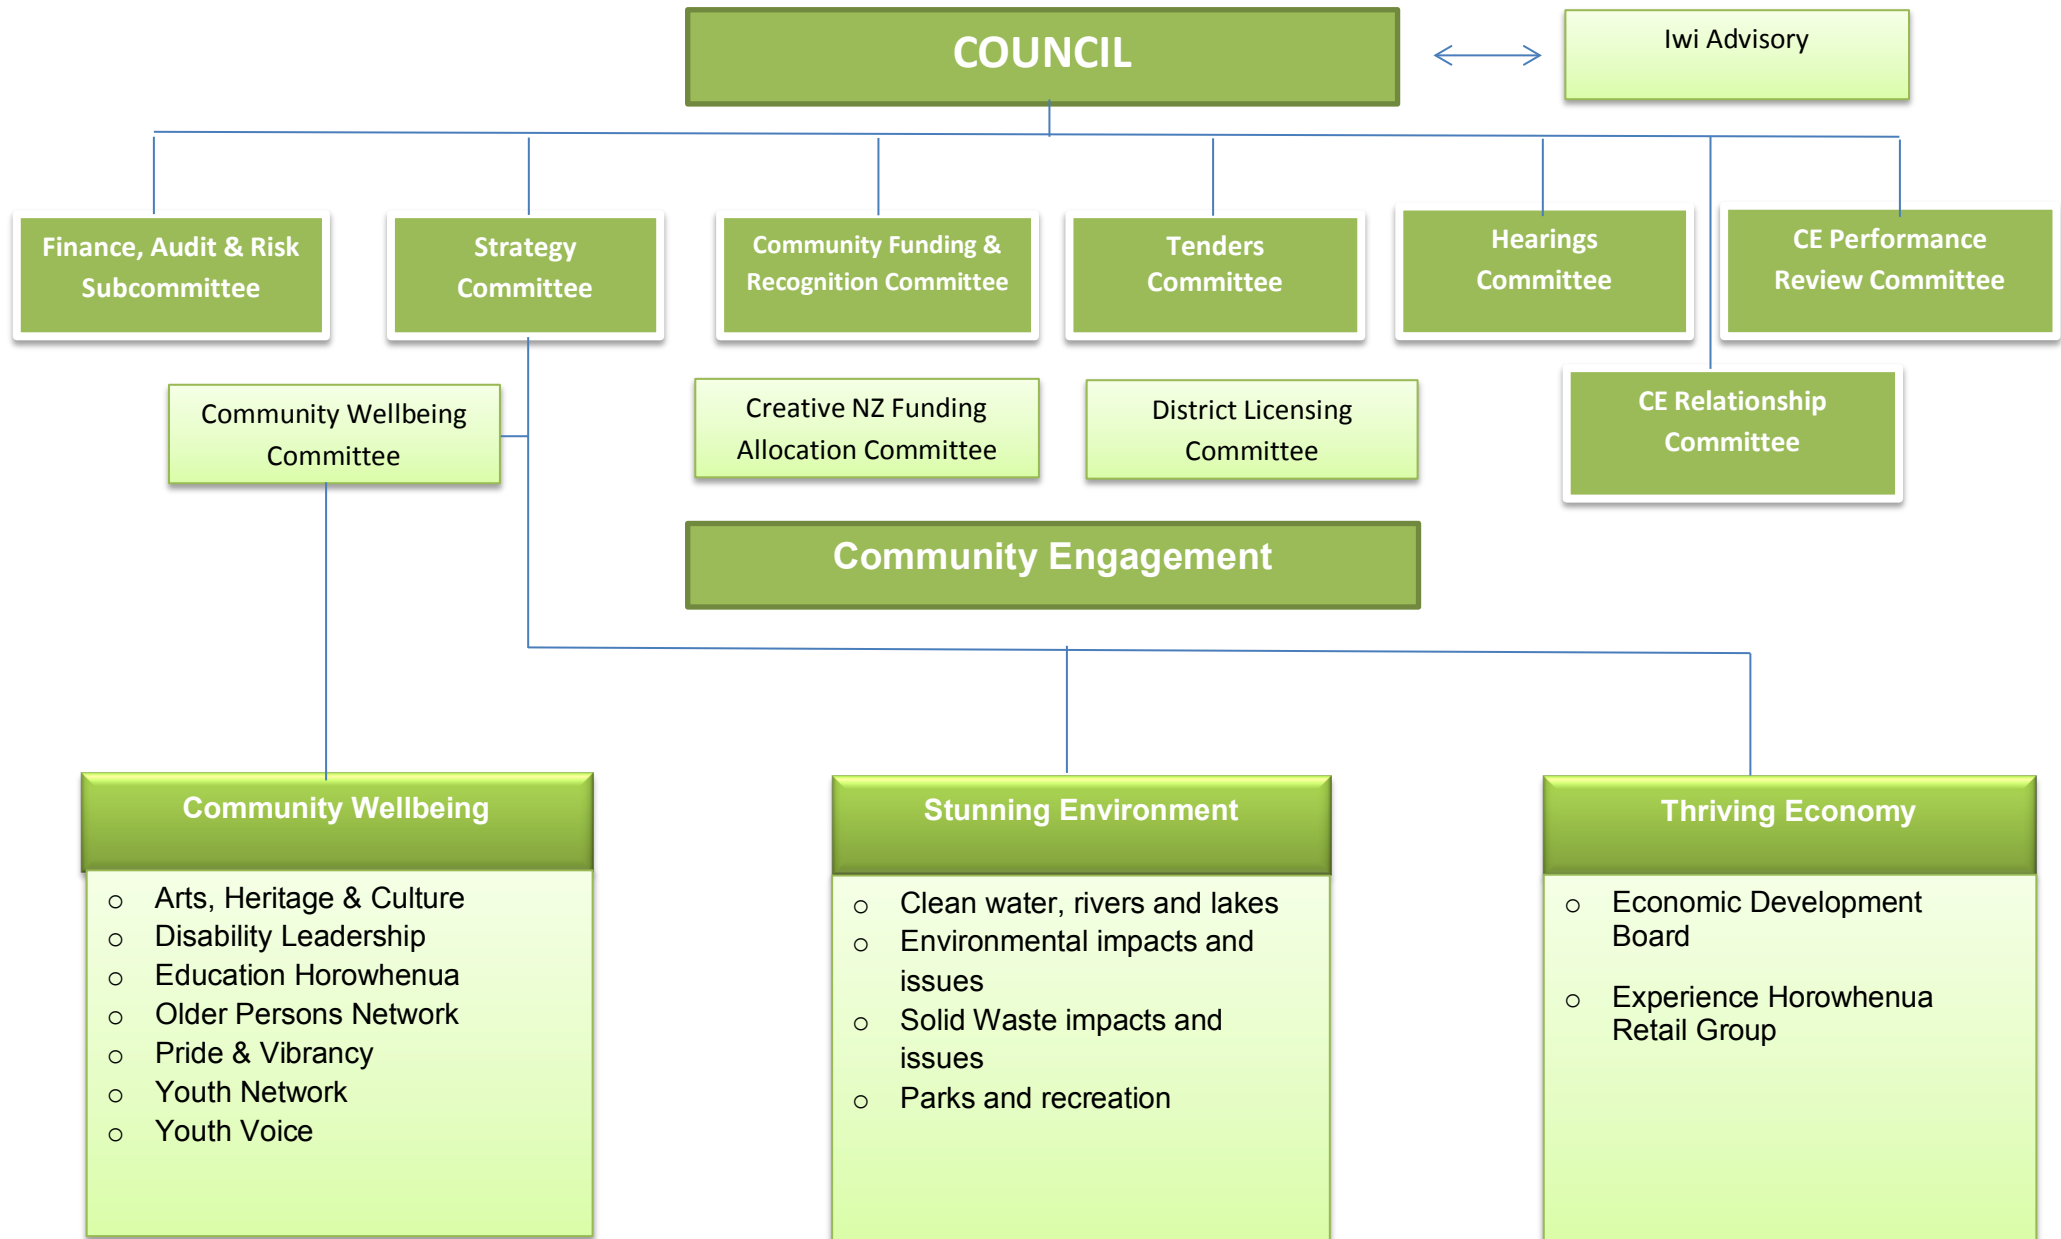 COUNCIL
Iwi Advisory
Finance, Audit & Risk
Subcommittee
Strategy
Committee
Community Funding &
Recognition Committee
Tenders
Committee
Hearings
Committee
CE Performance
Review Committee
Community Wellbeing
Committee
Creative NZ Funding
Allocation Committee
District Licensing
Committee
CE Relationship
Committee
Community Engagement
Community Wellbeing
o Arts, Heritage & Culture
o Disability Leadership
o Education Horowhenua
o Older Persons Network
o Pride & Vibrancy
o Youth Network
o Youth Voice
Stunning Environment
o Clean water, rivers and lakes
o Environmental impacts and
issues
o Solid Waste impacts and
issues
o Parks and recreation
Thriving Economy
o Economic Development
Board
o Experience Horowhenua
Retail Group